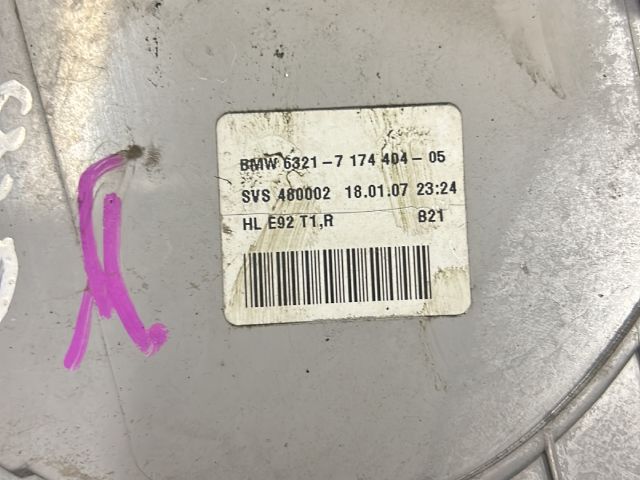 BMW 6321-7 174 404-05
SVS 480002 18.01.07 23:24
HL E92 T1,R B21